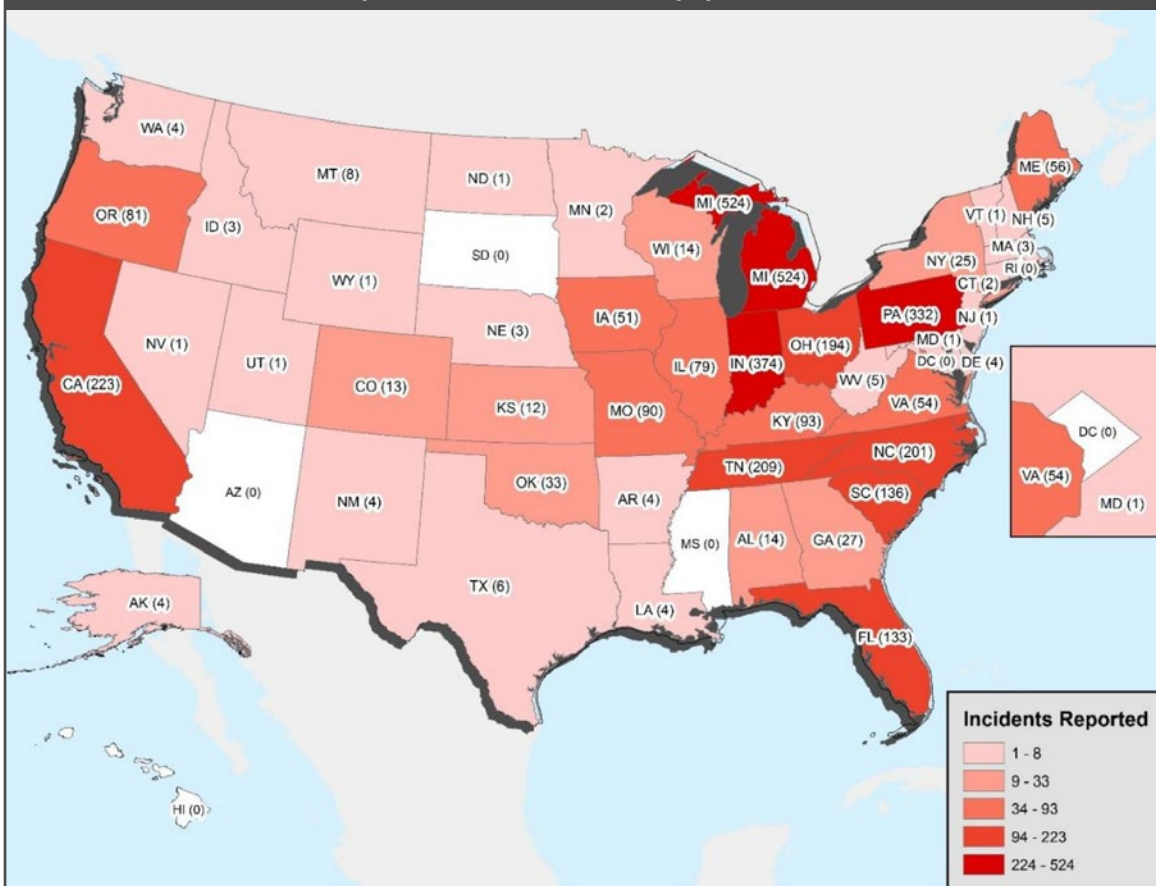 WA (4)
MT (8)
ND (1)
MN (2)
ME (56)
OR (81)
ID (3)
SD (0)
WI (14)
MI (524)
VT (1)
NH (5)
MA (3)
NY (25)
RI (0)
CT (2)
WY (1)
MI (524)
IA (51)
NE (3)
PA (332)
NJ (1)
NV (1)
UT (1)
CO (13)
IL (79)
IN (374)
OH (194)
MD (1)
DC (0)
DE (4)
CA (223)
KS (12)
MO (90)
WV (5)
VA (54)
KY (93)
DC (0)
NC (201)
TN (209)
VA (54)
AZ (0)
NM (4)
OK (33)
AR (4)
SC (136)
MD (1)
MS (0)
AL (14)
GA (27)
TX (6)
AK (4)
LA (4)
FL (133)
HI (0)
Incidents Reported
1 - 8
9 - 33
34 - 93
94 - 223
224 - 524